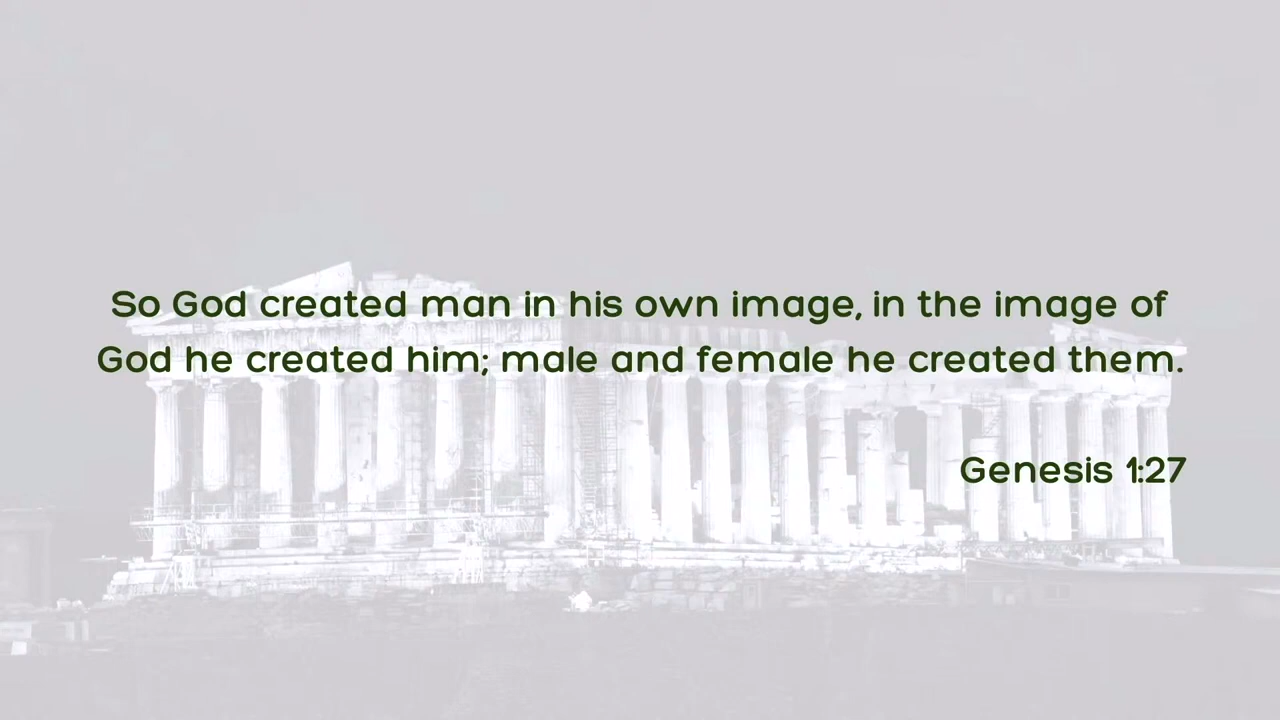 So God created man in his own image, in the image of
God he created him; male and female he created them.
Genesis 1:27